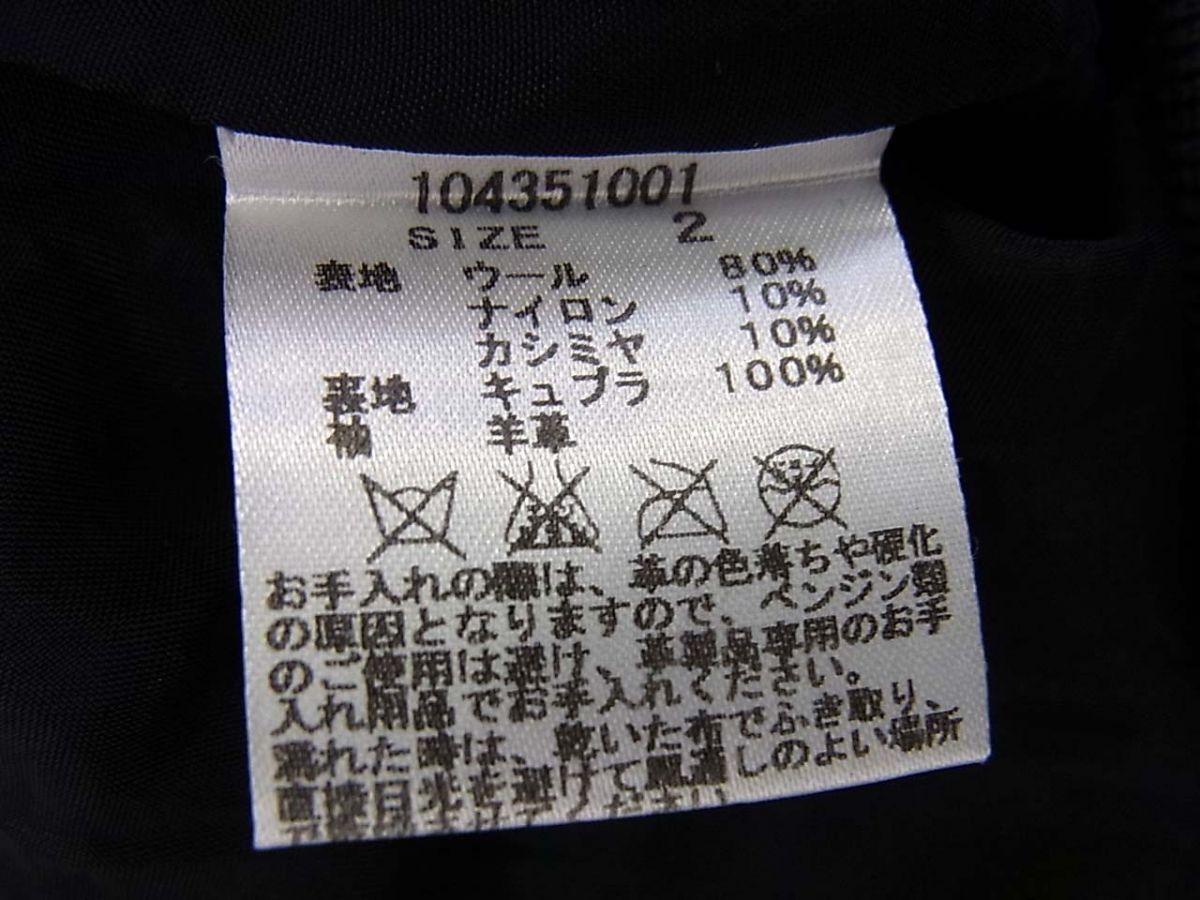 104351001
SIZE 2
表地 ウール 80%
ナイロン 10%
カシミヤ 10%
裏地 キュプラ 100%
袖 羊革
お手入れの際は、革の色落ちや硬化
の原因となりますので、ベンジン類
のご使用は避け、革製品専用のお手
入れ用品でお手入れください。
濡れた時は、乾いた布でふき取り、
直接日光を避けて風通しのよい場所
ください